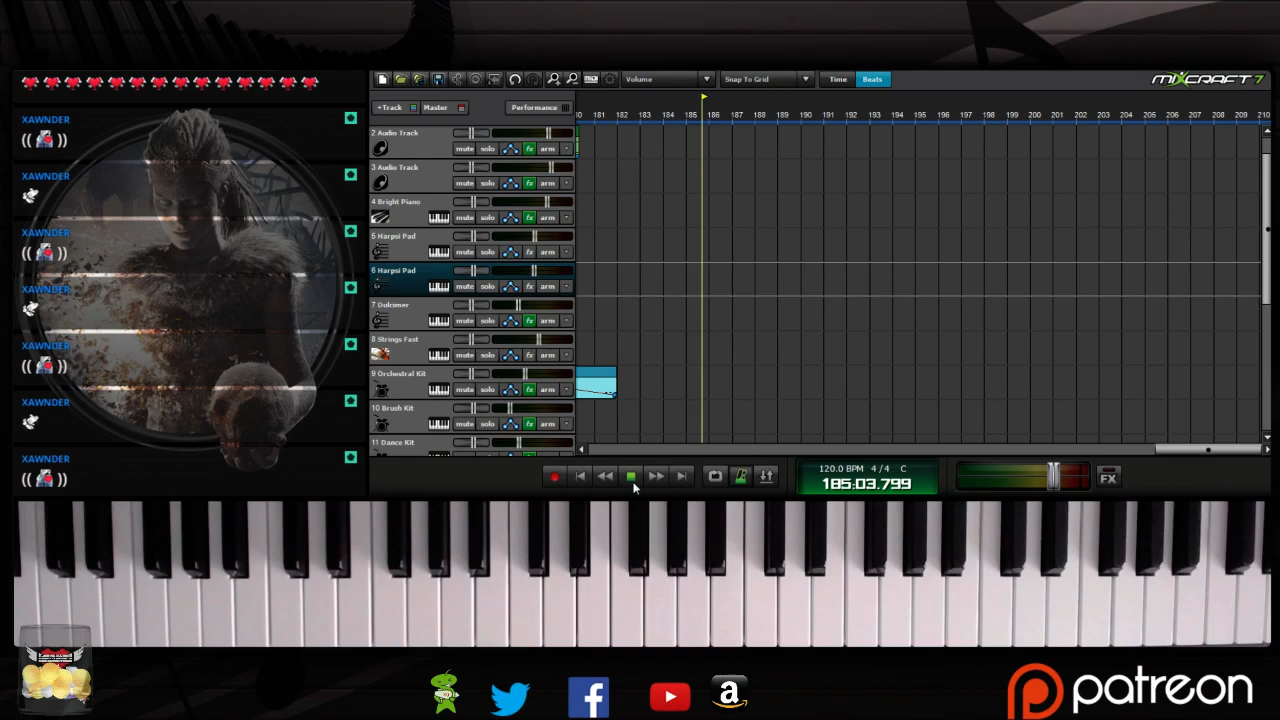 XAWNDER
(( ))
XAWNDER
XAWNDER
(( ))
XAWNDER
XAWNDER
(( ))
XAWNDER
XAWNDER
(( ))
Volume
Snap To Grid
Time
Beats
MIXCRAFT 7
+Track
Master
Performance
181 182 183 184 185 186 187 188 189 190 191 192 193 194 195 196 197 198 199 200 201 202 203 204 205 206 207 208 209 210
2 Audio Track
mute solo fx arm
3 Audio Track
mute solo fx arm
4 Bright Piano
mute solo fx arm
5 Harpsi Pad
mute solo fx arm
6 Harpsi Pad
mute solo fx arm
7 Dulcimer
mute solo fx arm
8 Strings Fast
mute solo fx arm
9 Orchestral Kit
mute solo fx arm
10 Brush Kit
mute solo fx arm
11 Dance Kit
120.0 BPM 4 / 4 C
185:03.799
FX
a
patreon